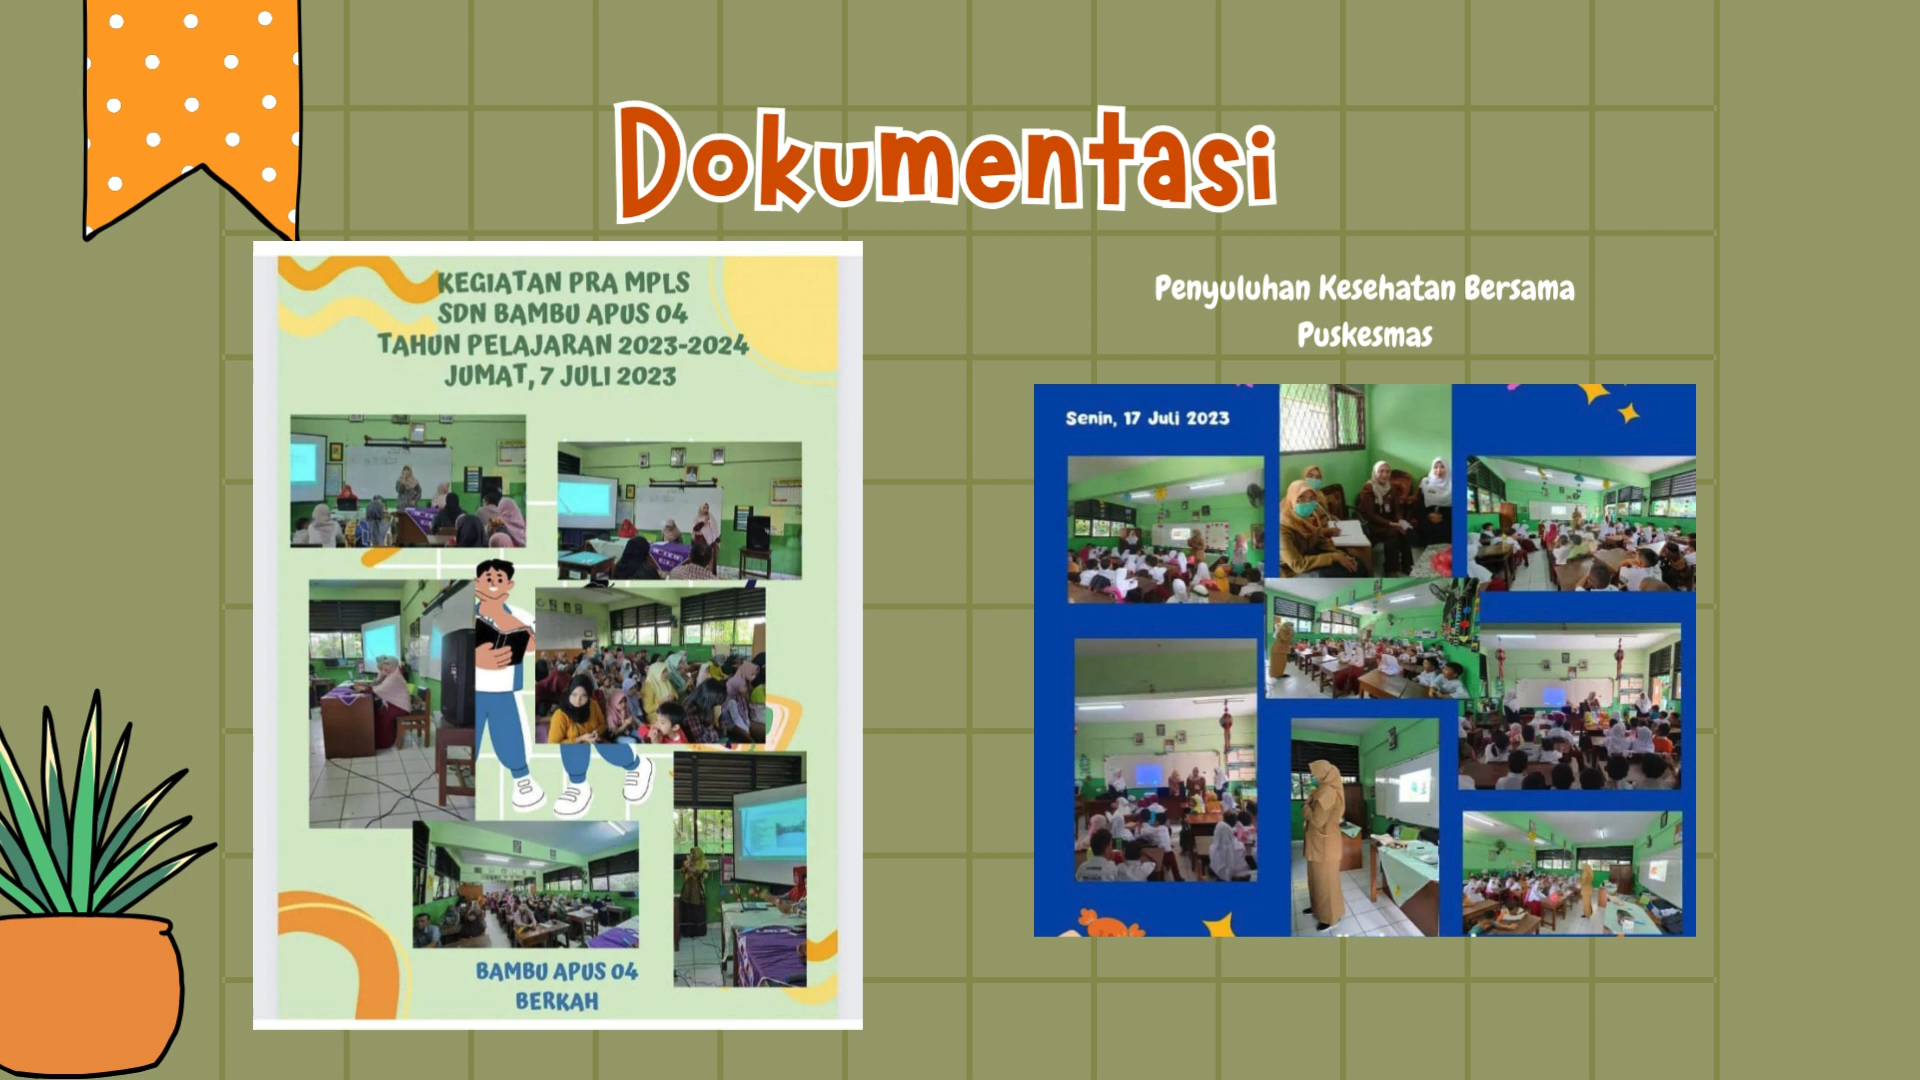 Dokumentasi
KEGIATAN PRA MPLS
SDN BAMBU APUS 04
TAHUN PELAJARAN 2023-2024
JUMAT, 7 JULI 2023
BAMBU APUS 04
BERKAH
Penyuluhan Kesehatan Bersama
Puskesmas
Senin, 17 Juli 2023